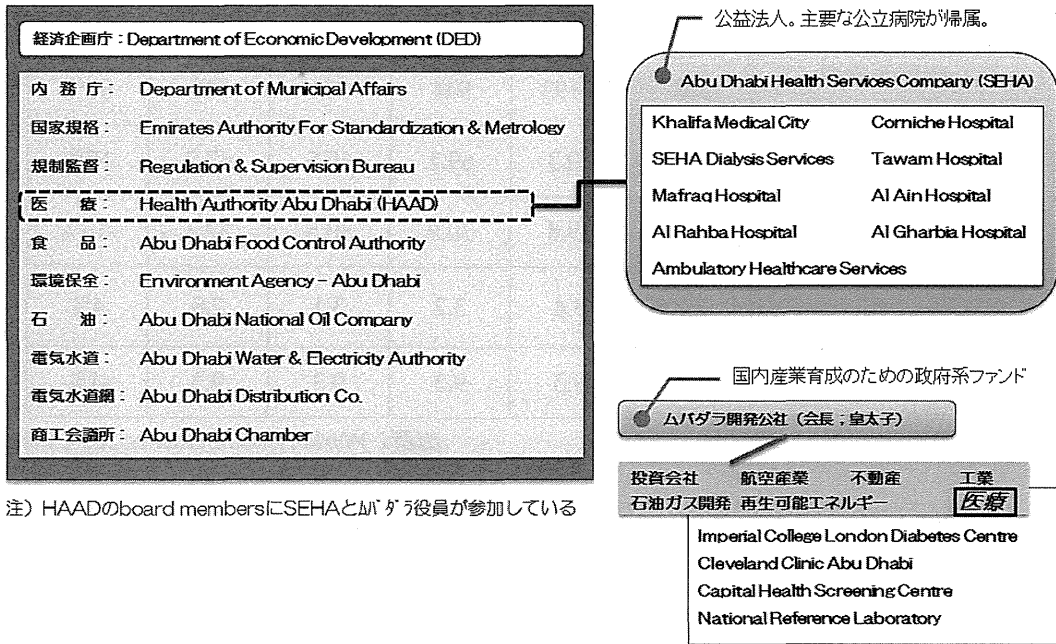 経済企画庁：Department of Economic Development (DED)
内務庁： Department of Municipal Affairs
国家規格： Emirates Authority For Standardization & Metrology
規制監督： Regulation & Supervision Bureau
医療： Health Authority Abu Dhabi (HAAD)
食品： Abu Dhabi Food Control Authority
環境保全： Environment Agency – Abu Dhabi
石油： Abu Dhabi National Oil Company
電気水道： Abu Dhabi Water & Electricity Authority
電気水道網： Abu Dhabi Distribution Co.
商工会議所： Abu Dhabi Chamber
注）HAADのboard membersにSEHAとムバダラ役員が参加している
公益法人。主要な公立病院が帰属。
Abu Dhabi Health Services Company (SEHA)
Khalifa Medical City Corniche Hospital
SEHA Dialysis Services Tawam Hospital
Mafraq Hospital Al Ain Hospital
Al Rahba Hospital Al Gharbia Hospital
Ambulatory Healthcare Services
国内産業育成のための政府系ファンド
ムバダラ開発公社（会長；皇太子）
投資会社 航空産業 不動産 工業
石油ガス開発 再生可能エネルギー 医療
Imperial College London Diabetes Centre
Cleveland Clinic Abu Dhabi
Capital Health Screening Centre
National Reference Laboratory